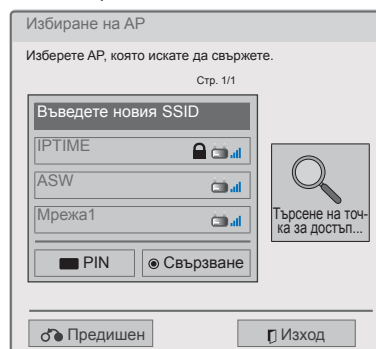 Избиране на AP
Изберете AP, която искате да свържете.
Стр. 1/1
Въведете новия SSID
IPTIME
ASW
Мрежа1
Търсене на точ-
ка за достъп...
PIN
Свързване
Предишен
Изход